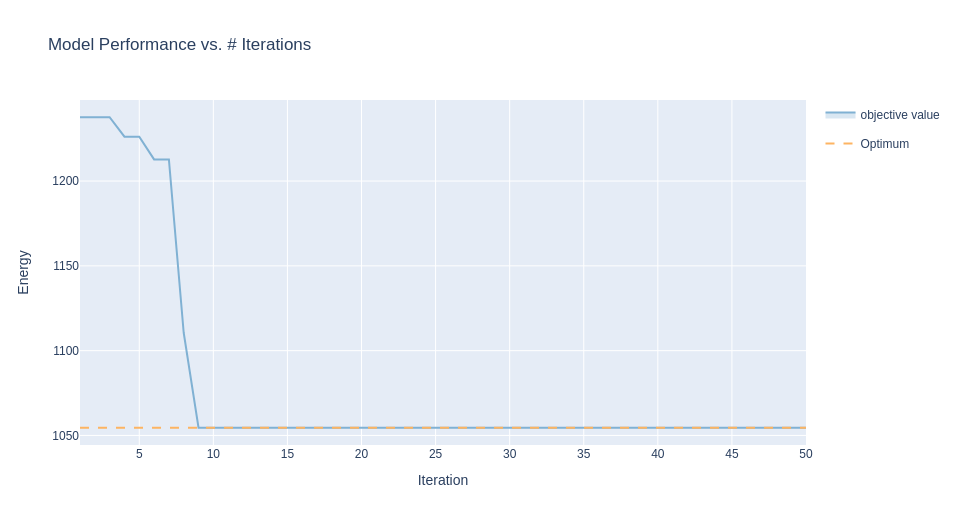 Model Performance vs. # Iterations
objective value
Optimum
1200
1150
1100
1050
Energy
5 10 15 20 25 30 35 40 45 50
Iteration